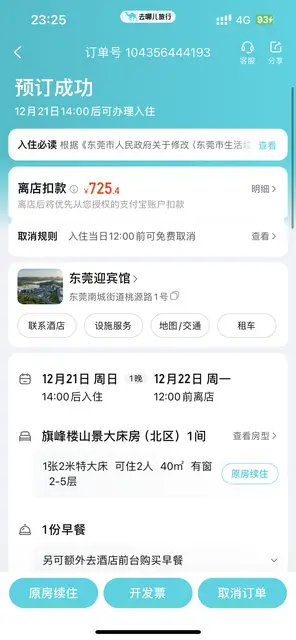 23:25
去哪儿旅行
4G 93
订单号 104356444193
客服
分享
预订成功
12月21日14:00后可办理入住
入住必读 根据《东莞市人民政府关于修改〈东莞市生活垃 查看
离店扣款 ¥725.4 明细
离店后将优先从您授权的支付宝账户扣款
取消规则 入住当日12:00前可免费取消 查看
东莞迎宾馆
东莞南城街道桃源路1号
联系酒店 设施服务 地图/交通 租车
12月21日 周日 1晚 12月22日 周一
14:00后入住 12:00前离店
旗峰楼山景大床房 (北区) 1间 查看房型
1张2米特大床 可住2人 40㎡ 有窗
2-5层
原房续住
1份早餐
另可额外去酒店前台购买早餐
原房续住 开发票 取消订单